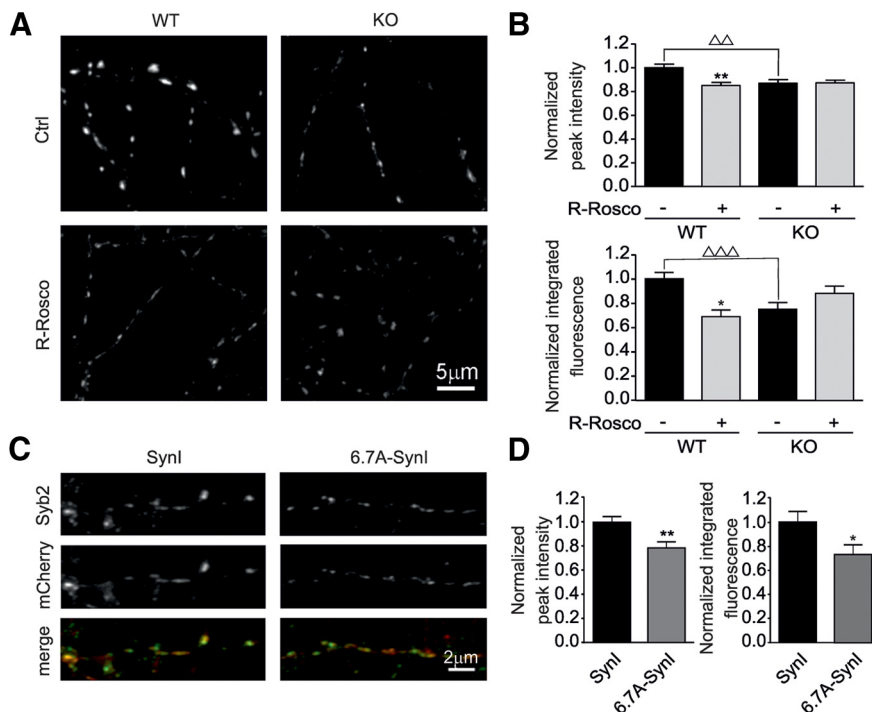 A
WT
KO
Ctrl
R-Rosco
5μm
B
Normalized
peak intensity
1.2
1.0
0.8
0.6
0.4
0.2
0.0
△△
**
R-Rosco
- + - +
WT KO
Normalized integrated
fluorescence
1.2
1.0
0.8
0.6
0.4
0.2
0.0
△△△
*
R-Rosco
- + - +
WT KO
C
SynI
6.7A-SynI
Syb2
mCherry
merge
2μm
D
Normalized
peak intensity
1.2
1.0
0.8
0.6
0.4
0.2
0.0
**
SynI
6.7A-SynI
Normalized integrated
fluorescence
1.2
1.0
0.8
0.6
0.4
0.2
0.0
*
SynI
6.7A-SynI